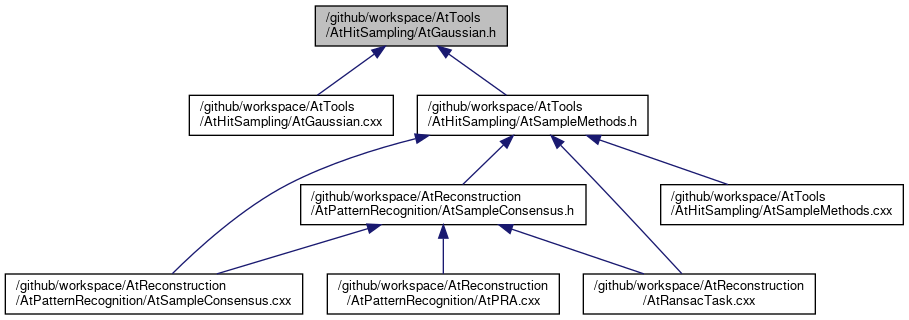 /github/workspace/AtTools
/AtHitSampling/AtGaussian.h
/github/workspace/AtTools
/AtHitSampling/AtGaussian.cxx
/github/workspace/AtTools
/AtHitSampling/AtSampleMethods.h
/github/workspace/AtReconstruction
/AtPatternRecognition/AtSampleConsensus.h
/github/workspace/AtTools
/AtHitSampling/AtSampleMethods.cxx
/github/workspace/AtReconstruction
/AtPatternRecognition/AtSampleConsensus.cxx
/github/workspace/AtReconstruction
/AtPatternRecognition/AtPRA.cxx
/github/workspace/AtReconstruction
/AtRansacTask.cxx